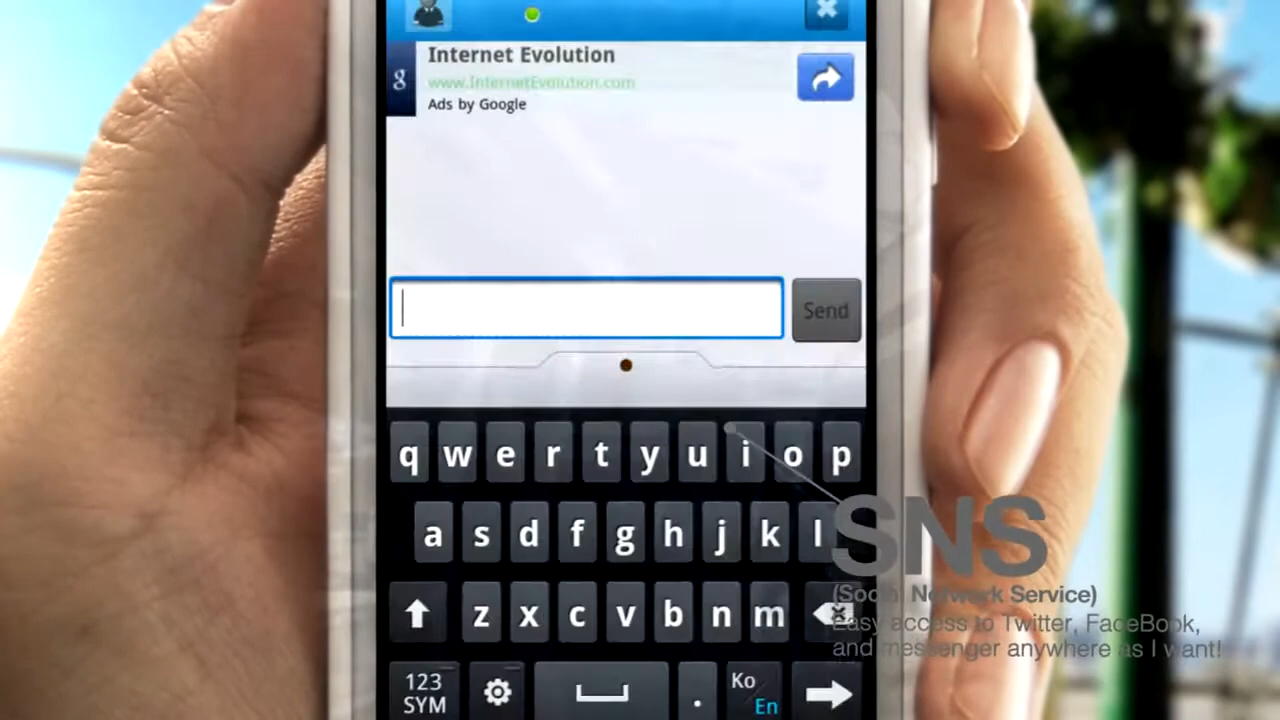 Internet Evolution
www.InternetEvolution.com
g
Ads by Google
Send
q w e r t y u i o p
a s d f g h j k l
z x c v b n m
123
SYM
.
Ko
En
SNS
(Social Network Service)
Easy access to Twitter, FaceBook,
and messenger anywhere as I want!